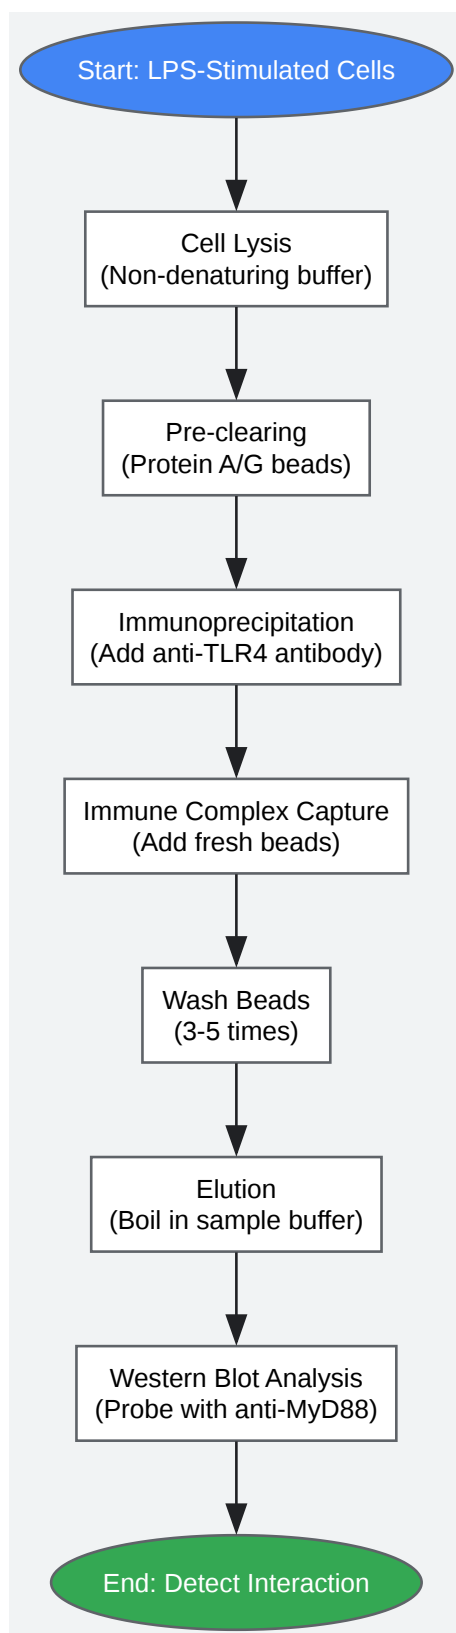 Start: LPS-Stimulated Cells
Cell Lysis
(Non-denaturing buffer)
Pre-clearing
(Protein A/G beads)
Immunoprecipitation
(Add anti-TLR4 antibody)
Immune Complex Capture
(Add fresh beads)
Wash Beads
(3-5 times)
Elution
(Boil in sample buffer)
Western Blot Analysis
(Probe with anti-MyD88)
End: Detect Interaction